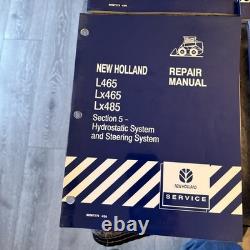 NEW HOLLAND
L465
Lx465
Lx485
Section 5 -
Hydrostatic System
and Steering System
REPAIR
MANUAL
NEW HOLLAND
SERVICE